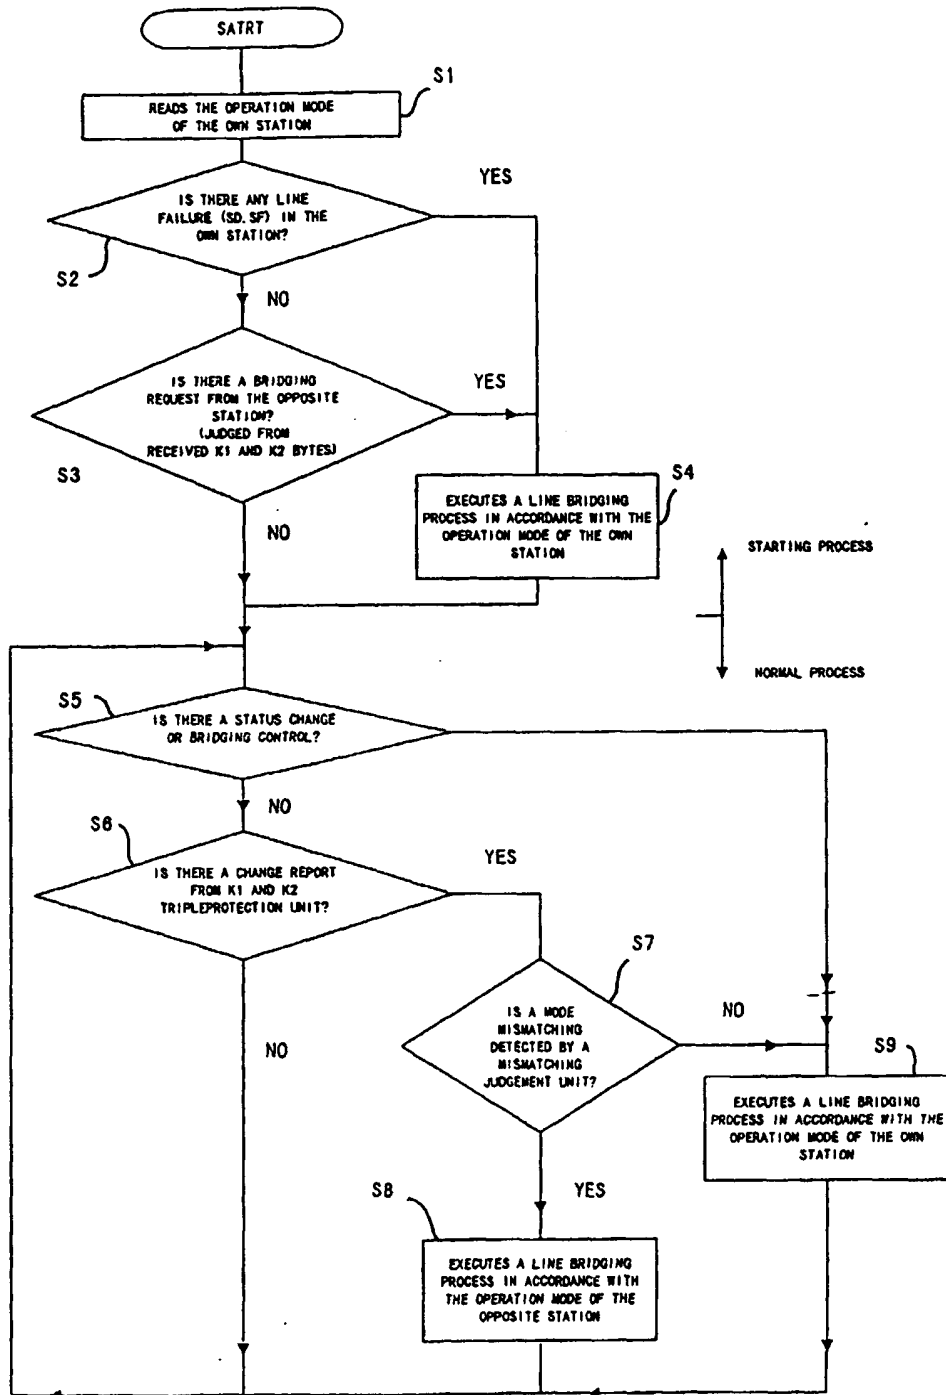 SATRT
S1
READS THE OPERATION MODE
OF THE OWN STATION
YES
IS THERE ANY LINE
FAILURE (SD.SF) IN THE
OWN STATION?
S2
NO
IS THERE A BRIDGING
REQUEST FROM THE OPPOSITE
STATION?
(JUDGED FROM
RECEIVED K1 AND K2 BYTES)
YES
S3
S4
EXECUTES A LINE BRIDGING
PROCESS IN ACCORDANCE WITH THE
OPERATION MODE OF THE OWN
STATION
NO
STARTING PROCESS
NORMAL PROCESS
S5
IS THERE A STATUS CHANGE
OR BRIDGING CONTROL?
NO
S6
YES
IS THERE A CHANGE REPORT
FROM K1 AND K2
TRIPLEPROTECTION UNIT?
S7
IS A MODE
MISMATCHING
DETECTED BY A
MISMATCHING
JUDGEMENT UNIT?
NO
NO
S9
EXECUTES A LINE BRIDGING
PROCESS IN ACCORDANCE WITH THE
OPERATION MODE OF THE OWN
STATION
S8
YES
EXECUTES A LINE BRIDGING
PROCESS IN ACCORDANCE WITH
THE OPERATION MODE OF THE
OPPOSITE STATION